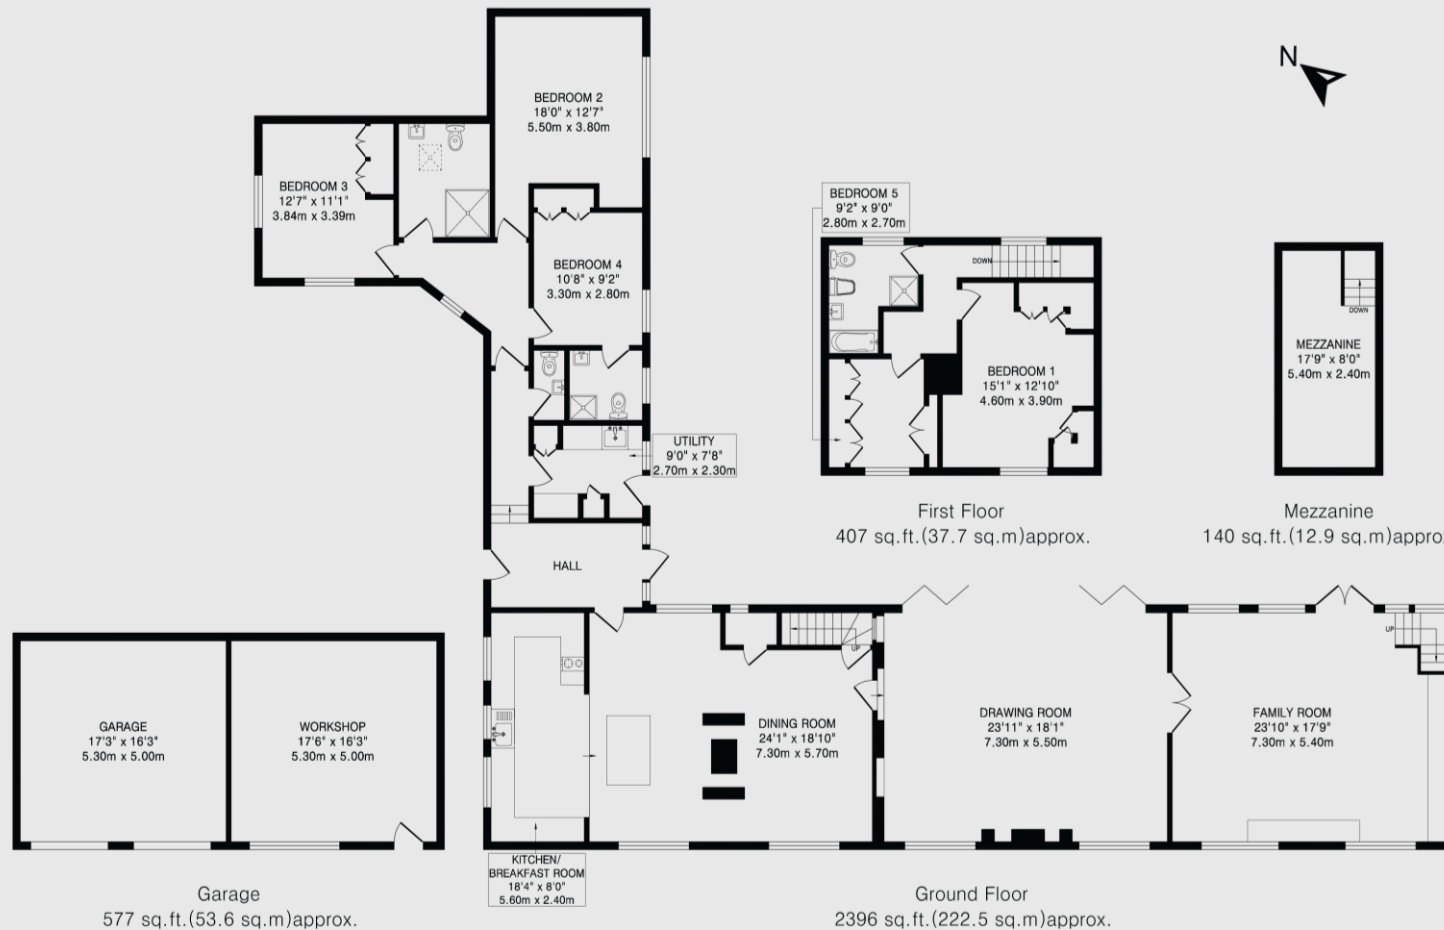 N
BEDROOM 2
18'0" x 12'7"
5.50m x 3.80m
BEDROOM 3
12'7" x 11'1"
3.84m x 3.39m
BEDROOM 4
10'8" x 9'2"
3.30m x 2.80m
UTILITY
9'0" x 7'8"
2.70m x 2.30m
HALL
BEDROOM 5
9'2" x 9'0"
2.80m x 2.70m
DOWN
BEDROOM 1
15'1" x 12'10"
4.60m x 3.90m
First Floor
407 sq.ft.(37.7 sq.m)approx.
DOWN
MEZZANINE
17'9" x 8'0"
5.40m x 2.40m
Mezzanine
140 sq.ft.(12.9 sq.m)approx
GARAGE
17'3" x 16'3"
5.30m x 5.00m
WORKSHOP
17'6" x 16'3"
5.30m x 5.00m
Garage
577 sq.ft.(53.6 sq.m)approx.
UP
DINING ROOM
24'1" x 18'10"
7.30m x 5.70m
DRAWING ROOM
23'11" x 18'1"
7.30m x 5.50m
UP
FAMILY ROOM
23'10" x 17'9"
7.30m x 5.40m
KITCHEN/
BREAKFAST ROOM
18'4" x 8'0"
5.60m x 2.40m
Ground Floor
2396 sq.ft.(222.5 sq.m)approx.